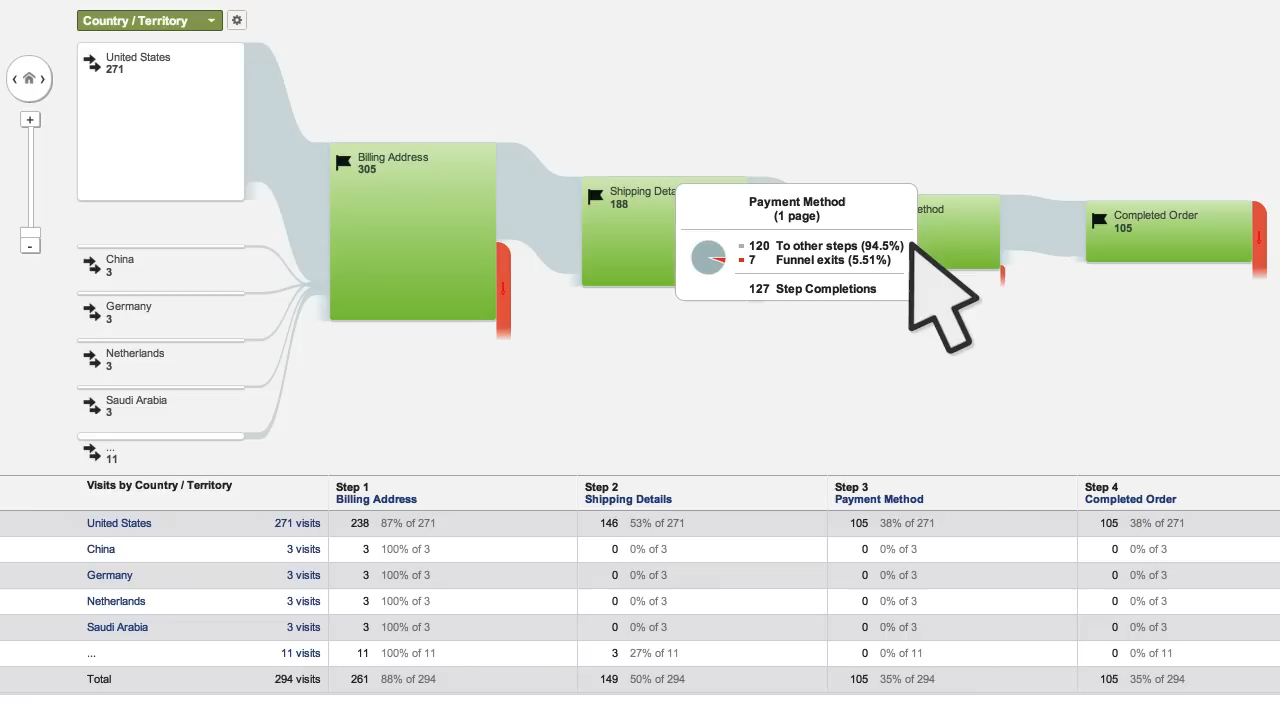 Country / Territory
United States
271
China
3
Germany
3
Netherlands
3
Saudi Arabia
3
...
11
+
-
Billing Address
305
Shipping Deta
188
ethod
Completed Order
105
Payment Method
(1 page)
120 To other steps (94.5%)
7 Funnel exits (5.51%)
127 Step Completions
Visits by Country / Territory
Step 1
Billing Address
Step 2
Shipping Details
Step 3
Payment Method
Step 4
Completed Order
United States 271 visits 238 87% of 271 146 53% of 271 105 38% of 271 105 38% of 271
China 3 visits 3 100% of 3 0 0% of 3 0 0% of 3 0 0% of 3
Germany 3 visits 3 100% of 3 0 0% of 3 0 0% of 3 0 0% of 3
Netherlands 3 visits 3 100% of 3 0 0% of 3 0 0% of 3 0 0% of 3
Saudi Arabia 3 visits 3 100% of 3 0 0% of 3 0 0% of 3 0 0% of 3
... 11 visits 11 100% of 11 3 27% of 11 0 0% of 11 0 0% of 11
Total 294 visits 261 88% of 294 149 50% of 294 105 35% of 294 105 35% of 294